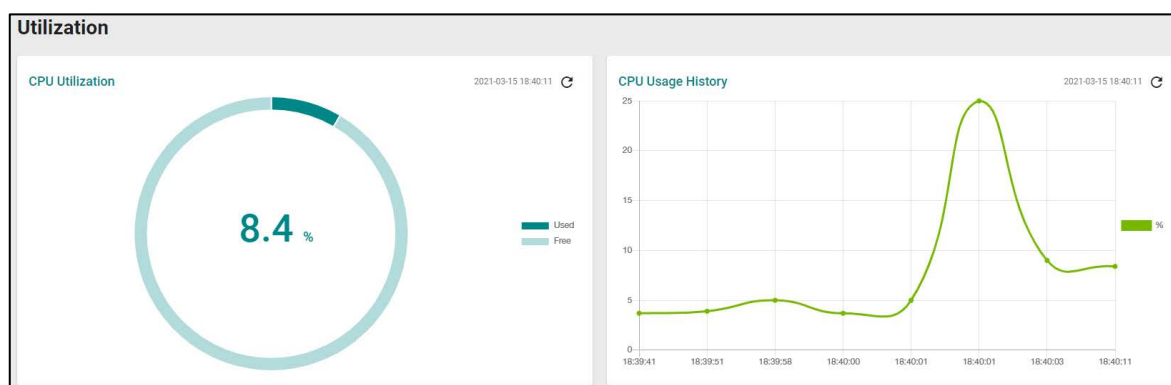 Utilization
CPU Utilization
2021-03-15 18:40:11
8.4 %
Used
Free
CPU Usage History
2021-03-15 18:40:11
25
20
15
10
5
0
%
18:39:41 18:39:51 18:39:58 18:40:00 18:40:01 18:40:01 18:40:03 18:40:11